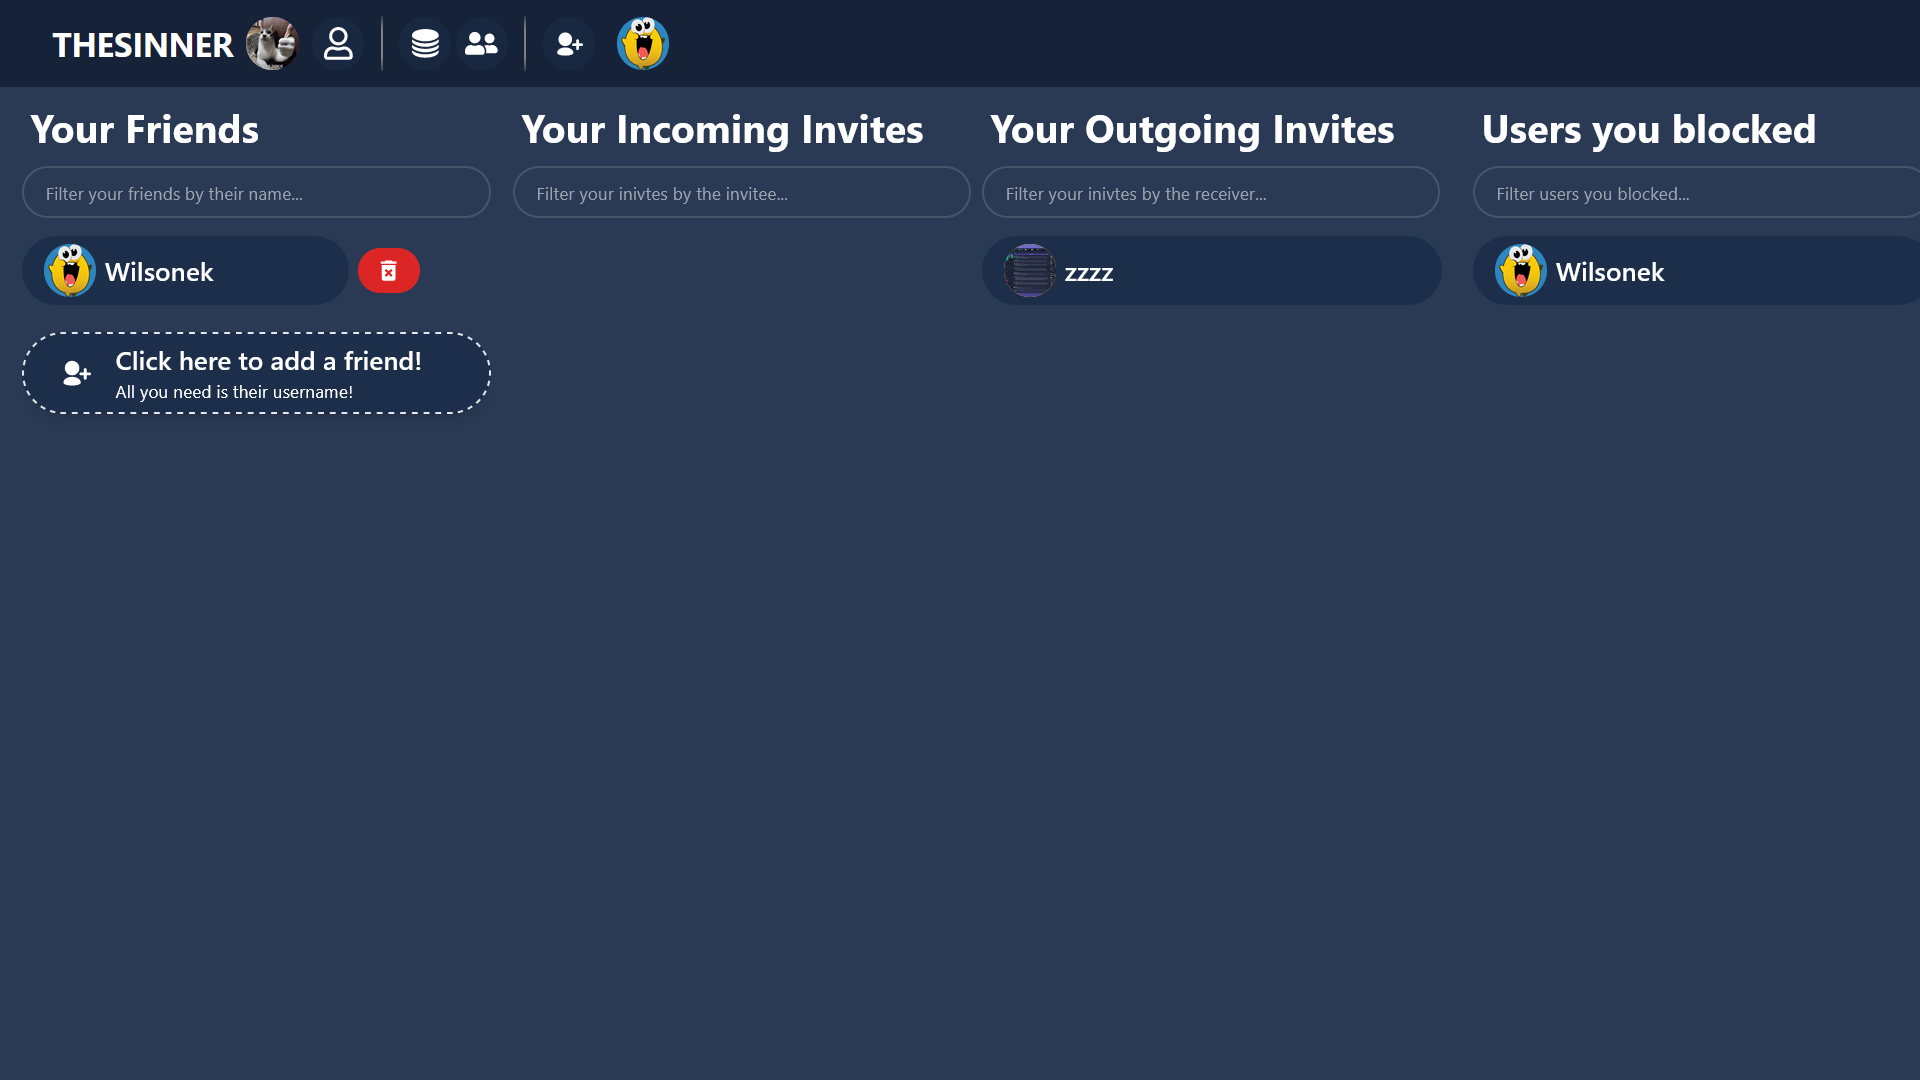 THESINNER
Your Friends
Filter your friends by their name...
Wilsonek
Click here to add a friend!
All you need is their username!
Your Incoming Invites
Filter your inivtes by the invitee...
Your Outgoing Invites
Filter your inivtes by the receiver...
zzzz
Users you blocked
Filter users you blocked...
Wilsonek